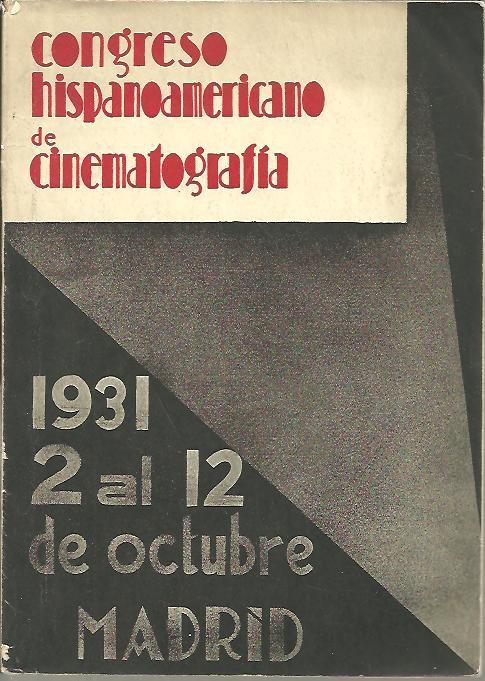 congreso
hispanoamericano
de
cinematografía
1931
2 al 12
de octubre
MADRID